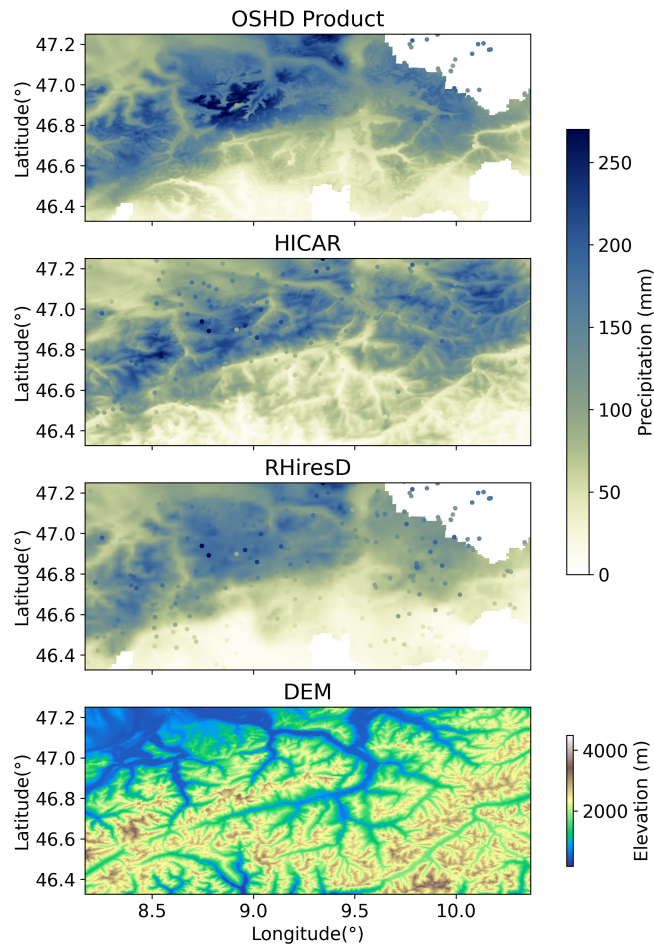 OSHD Product
47.2
47.0
46.8
46.6
46.4
Latitude(°)
HICAR
47.2
47.0
46.8
46.6
46.4
Latitude(°)
RHiresD
47.2
47.0
46.8
46.6
46.4
Latitude(°)
DEM
47.2
47.0
46.8
46.6
46.4
Latitude(°)
8.5
9.0
9.5
10.0
Longitude(°)
250
200
150
100
50
0
Precipitation (mm)
4000
2000
Elevation (m)